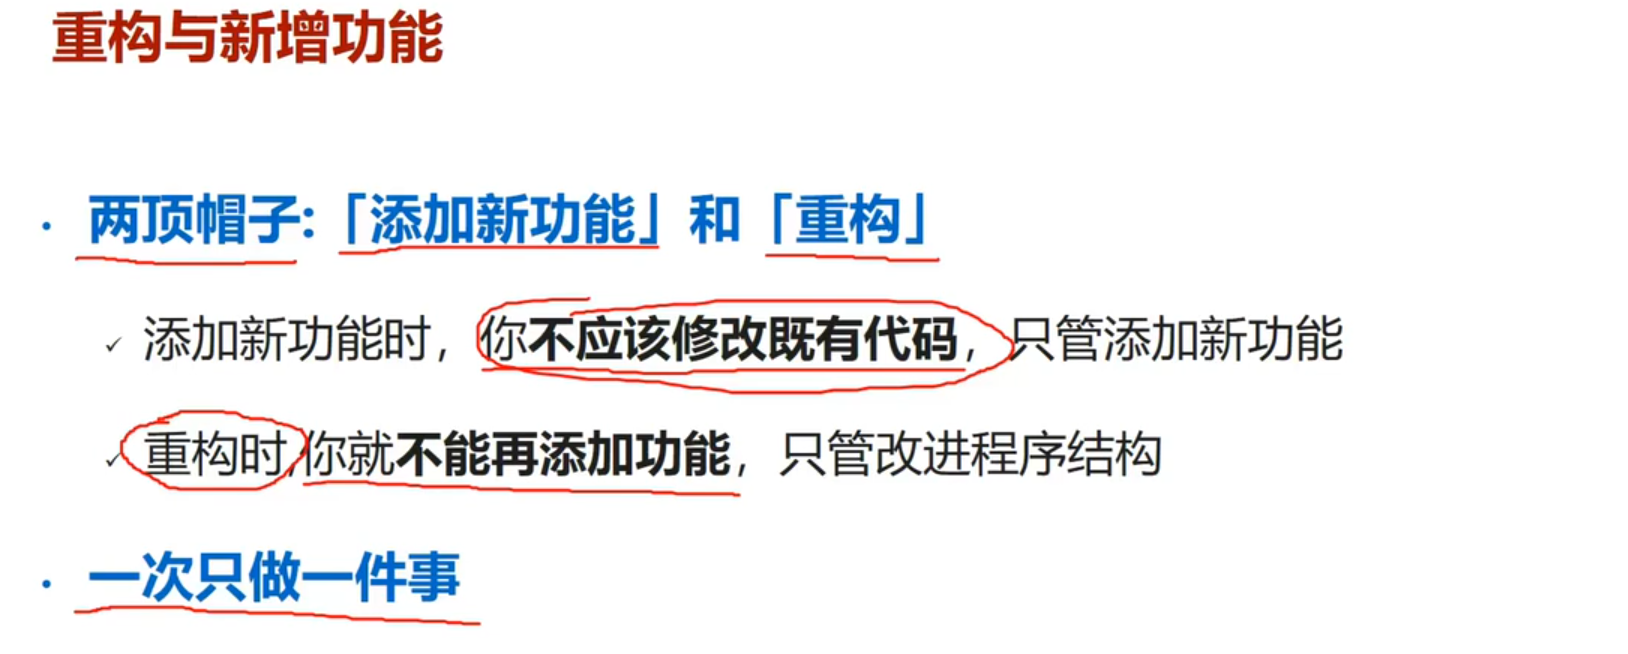 重构与新增功能
· 两顶帽子:「添加新功能」和「重构」
✓ 添加新功能时，你不应该修改既有代码，只管添加新功能
✓ 重构时,你就不能再添加功能，只管改进程序结构
· 一次只做一件事